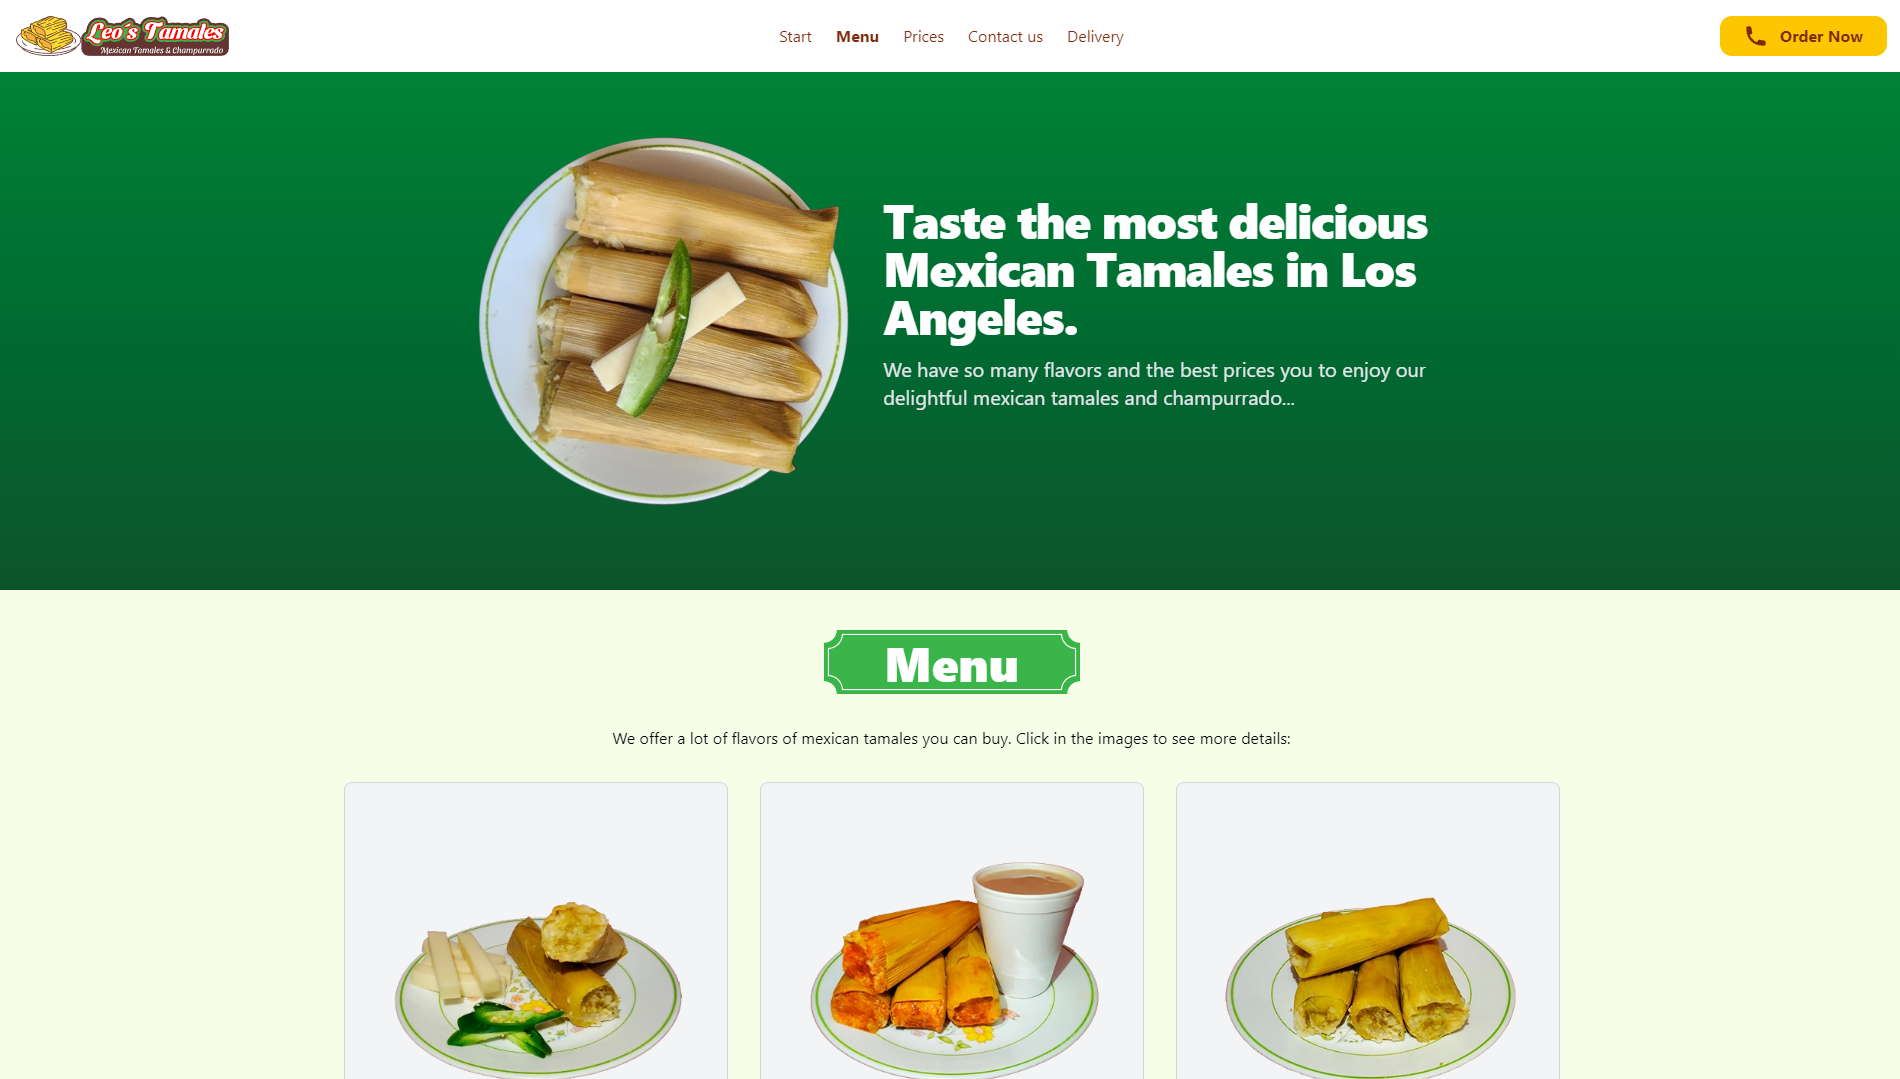 Leo's Tamales
Mexican Tamales & Champurrado
Start
Menu
Prices
Contact us
Delivery
Order Now
Taste the most delicious
Mexican Tamales in Los
Angeles.
We have so many flavors and the best prices you to enjoy our
delightful mexican tamales and champurrado...
Menu
We offer a lot of flavors of mexican tamales you can buy. Click in the images to see more details: